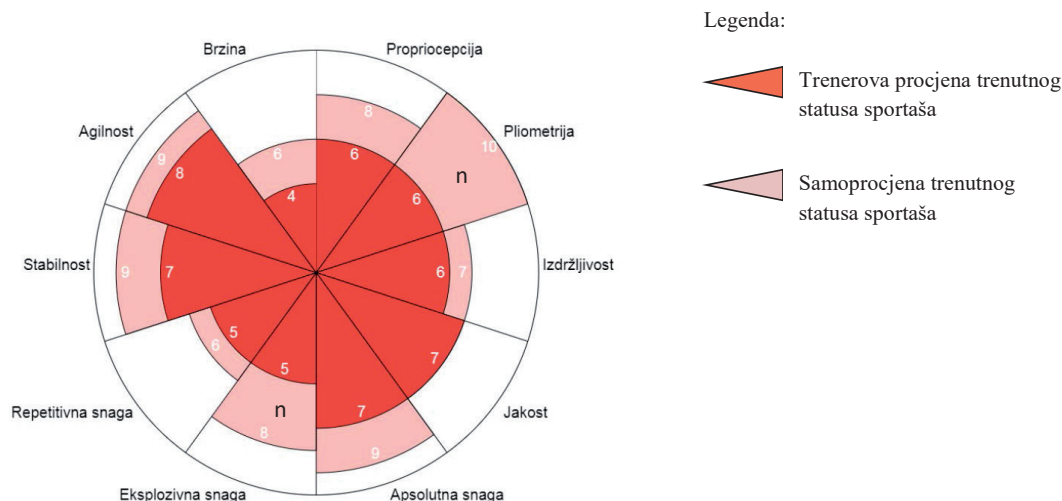 Legenda:
Trenerova procjena trenutnog
statusa sportaša
Samoprocjena trenutnog
statusa sportaša
Brzina
Propriocepcija
Agilnost
Pliometrija
Stabilnost
Izdržljivost
Repetitivna snaga
Jakost
Eksplozivna snaga
Apsolutna snaga
8
10
9
8
6
6
n
6
4
9
7
6
7
5
6
7
5
7
n
8
9